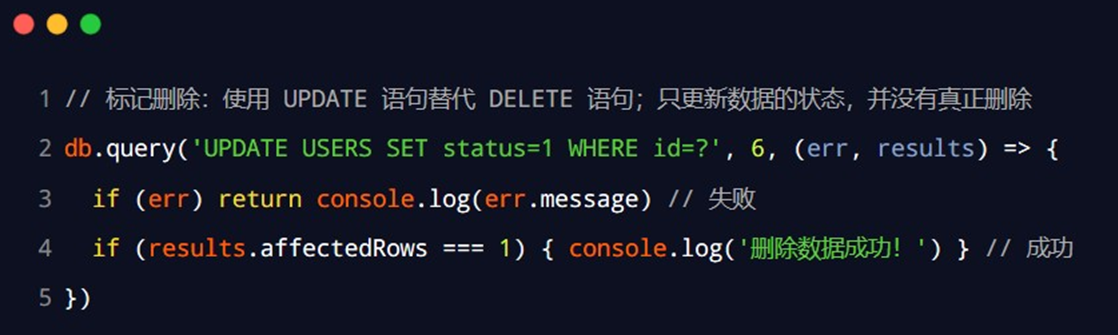 1 // 标记删除：使用 UPDATE 语句替代 DELETE 语句；只更新数据的状态，并没有真正删除
2 db.query('UPDATE USERS SET status=1 WHERE id=?', 6, (err, results) => {
3   if (err) return console.log(err.message) // 失败
4   if (results.affectedRows === 1) { console.log('删除数据成功！') } // 成功
5 })